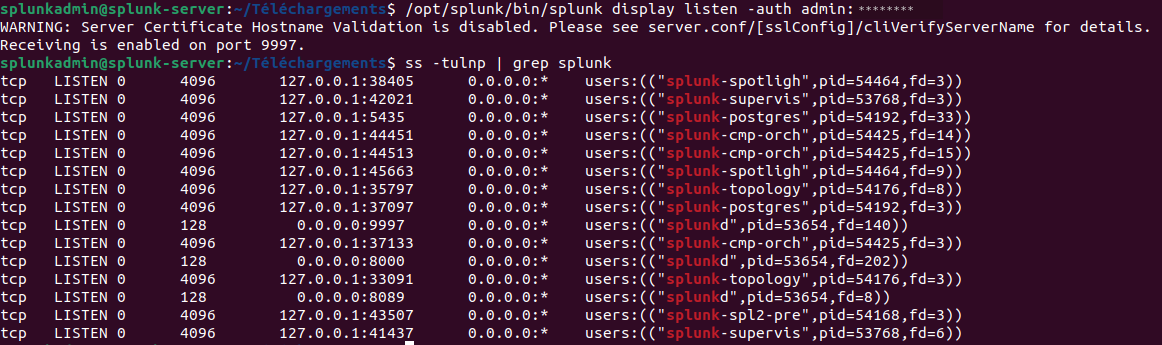 splunkadmin@splunk-server:~/Téléchargements$ /opt/splunk/bin/splunk display listen -auth admin:********
WARNING: Server Certificate Hostname Validation is disabled. Please see server.conf/[sslConfig]/cliVerifyServerName for details.
Receiving is enabled on port 9997.
splunkadmin@splunk-server:~/Téléchargements$ ss -tulnp | grep splunk
tcp   LISTEN 0      4096       127.0.0.1:38405      0.0.0.0:*    users:(("splunk-spotligh",pid=54464,fd=3))
tcp   LISTEN 0      4096       127.0.0.1:42021      0.0.0.0:*    users:(("splunk-supervis",pid=53768,fd=3))
tcp   LISTEN 0      4096       127.0.0.1:5435       0.0.0.0:*    users:(("splunk-postgres",pid=54192,fd=33))
tcp   LISTEN 0      4096       127.0.0.1:44451      0.0.0.0:*    users:(("splunk-cmp-orch",pid=54425,fd=14))
tcp   LISTEN 0      4096       127.0.0.1:44513      0.0.0.0:*    users:(("splunk-cmp-orch",pid=54425,fd=15))
tcp   LISTEN 0      4096       127.0.0.1:45663      0.0.0.0:*    users:(("splunk-spotligh",pid=54464,fd=9))
tcp   LISTEN 0      4096       127.0.0.1:35797      0.0.0.0:*    users:(("splunk-topology",pid=54176,fd=8))
tcp   LISTEN 0      4096       127.0.0.1:37097      0.0.0.0:*    users:(("splunk-postgres",pid=54192,fd=3))
tcp   LISTEN 0      128          0.0.0.0:9997       0.0.0.0:*    users:(("splunkd",pid=53654,fd=140))
tcp   LISTEN 0      4096       127.0.0.1:37133      0.0.0.0:*    users:(("splunk-cmp-orch",pid=54425,fd=3))
tcp   LISTEN 0      128          0.0.0.0:8000       0.0.0.0:*    users:(("splunkd",pid=53654,fd=202))
tcp   LISTEN 0      4096       127.0.0.1:33091      0.0.0.0:*    users:(("splunk-topology",pid=54176,fd=3))
tcp   LISTEN 0      128          0.0.0.0:8089       0.0.0.0:*    users:(("splunkd",pid=53654,fd=8))
tcp   LISTEN 0      4096       127.0.0.1:43507      0.0.0.0:*    users:(("splunk-spl2-pre",pid=54168,fd=3))
tcp   LISTEN 0      4096       127.0.0.1:41437      0.0.0.0:*    users:(("splunk-supervis",pid=53768,fd=6))